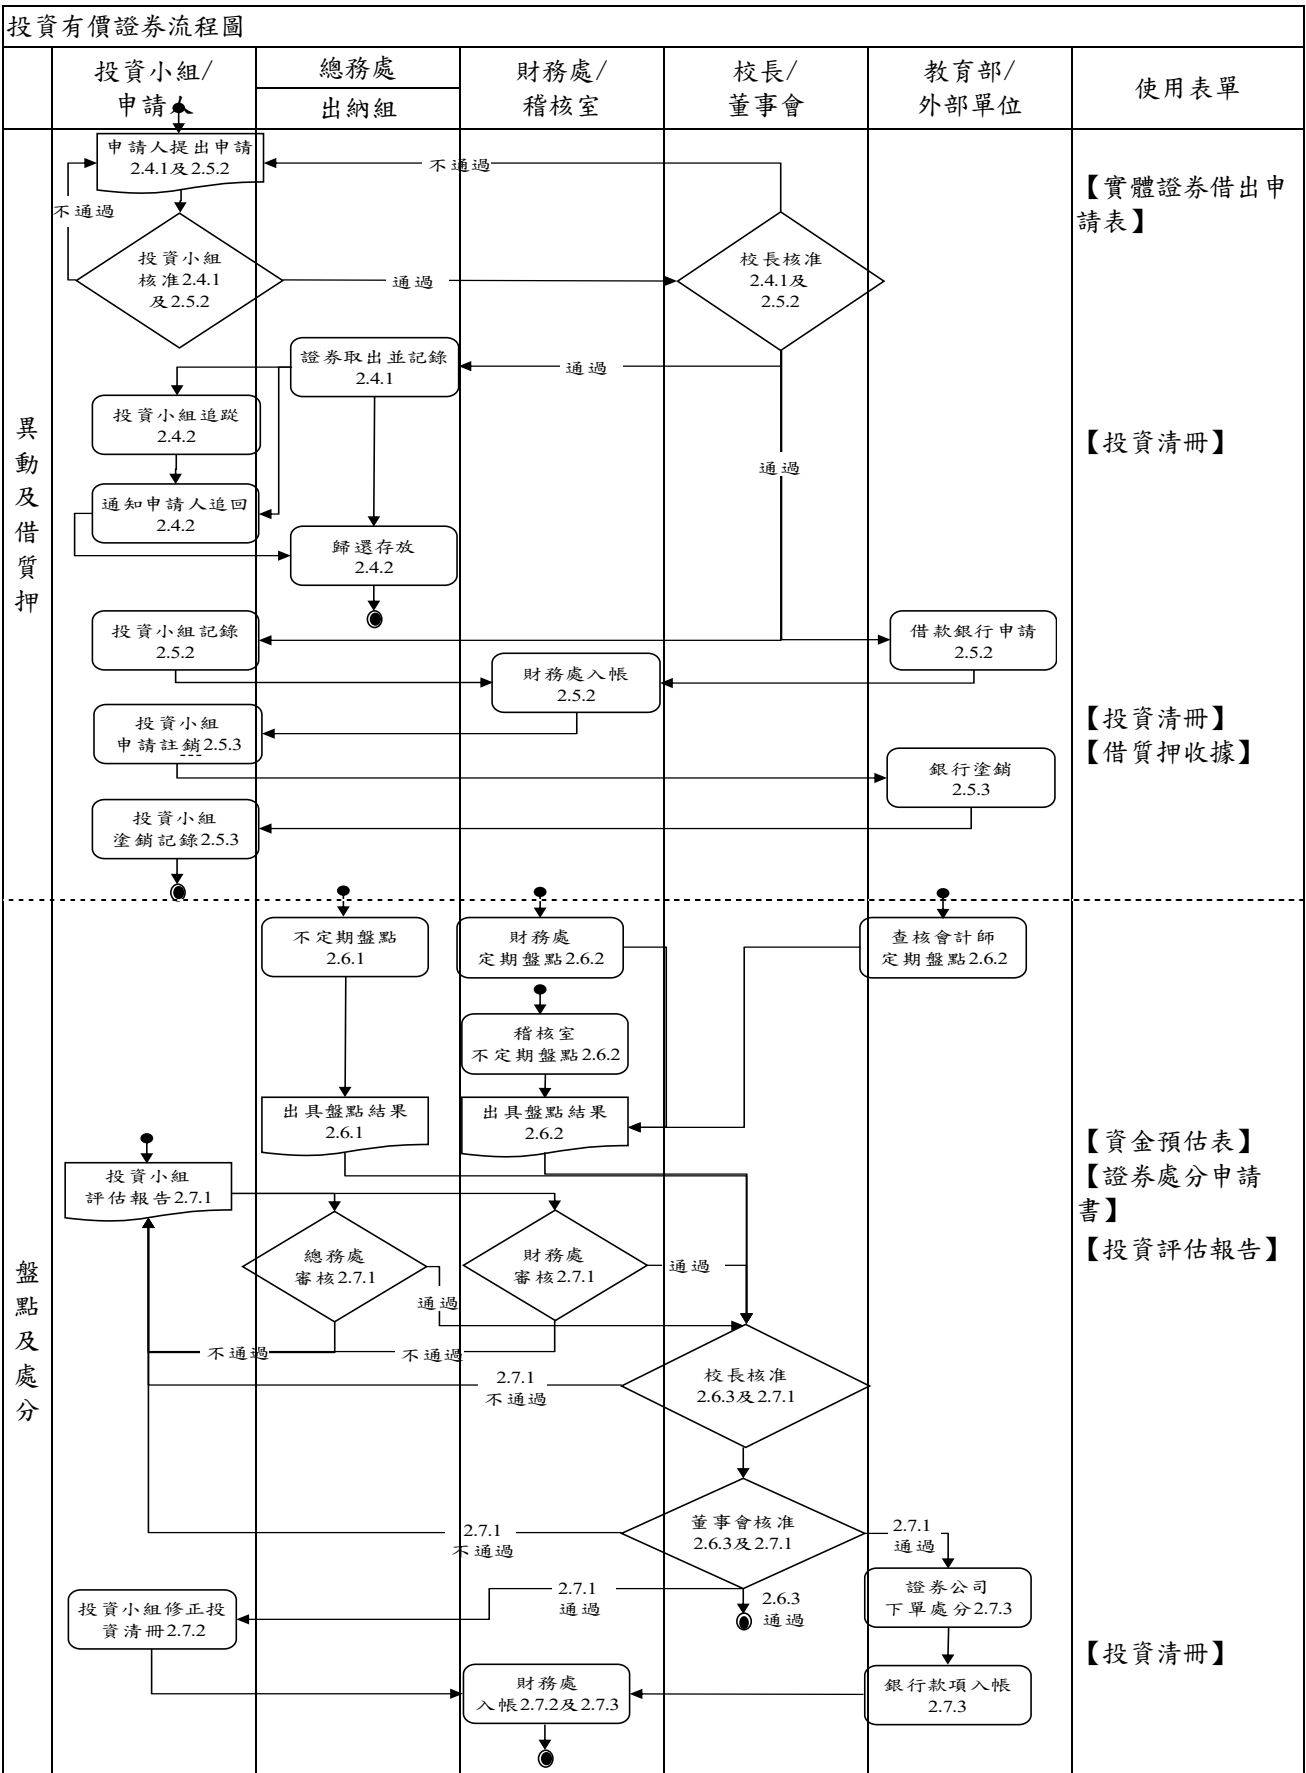 投資有價證券流程圖
投資小組/
申請人
總務處
出納組
財務處/
稽核室
校長/
董事會
教育部/
外部單位
使用表單
異動及借質押
申請人提出申請
2.4.1及2.5.2
不通過
不通過
【實體證券借出申
請表】
投資小組
核准2.4.1
及2.5.2
通過
校長核准
2.4.1及
2.5.2
證券取出並記錄
2.4.1
通過
投資小組追蹤
2.4.2
【投資清冊】
通過
通知申請人追回
2.4.2
歸還存放
2.4.2
投資小組記錄
2.5.2
借款銀行申請
2.5.2
財務處入帳
2.5.2
投資小組
申請註銷2.5.3
【投資清冊】
【借質押收據】
銀行塗銷
2.5.3
投資小組
塗銷記錄2.5.3
盤點及處分
不定期盤點
2.6.1
財務處
定期盤點2.6.2
查核會計師
定期盤點2.6.2
稽核室
不定期盤點2.6.2
出具盤點結果
2.6.1
出具盤點結果
2.6.2
【資金預估表】
【證券處分申請
書】
【投資評估報告】
投資小組
評估報告2.7.1
總務處
審核2.7.1
財務處
審核2.7.1
通過
通過
不通過
不通過
2.7.1
不通過
校長核准
2.6.3及2.7.1
董事會核准
2.6.3及2.7.1
2.7.1
不通過
2.7.1
通過
2.7.1
通過
2.6.3
通過
證券公司
下單處分2.7.3
投資小組修正投
資清冊2.7.2
【投資清冊】
財務處
入帳2.7.2及2.7.3
銀行款項入帳
2.7.3